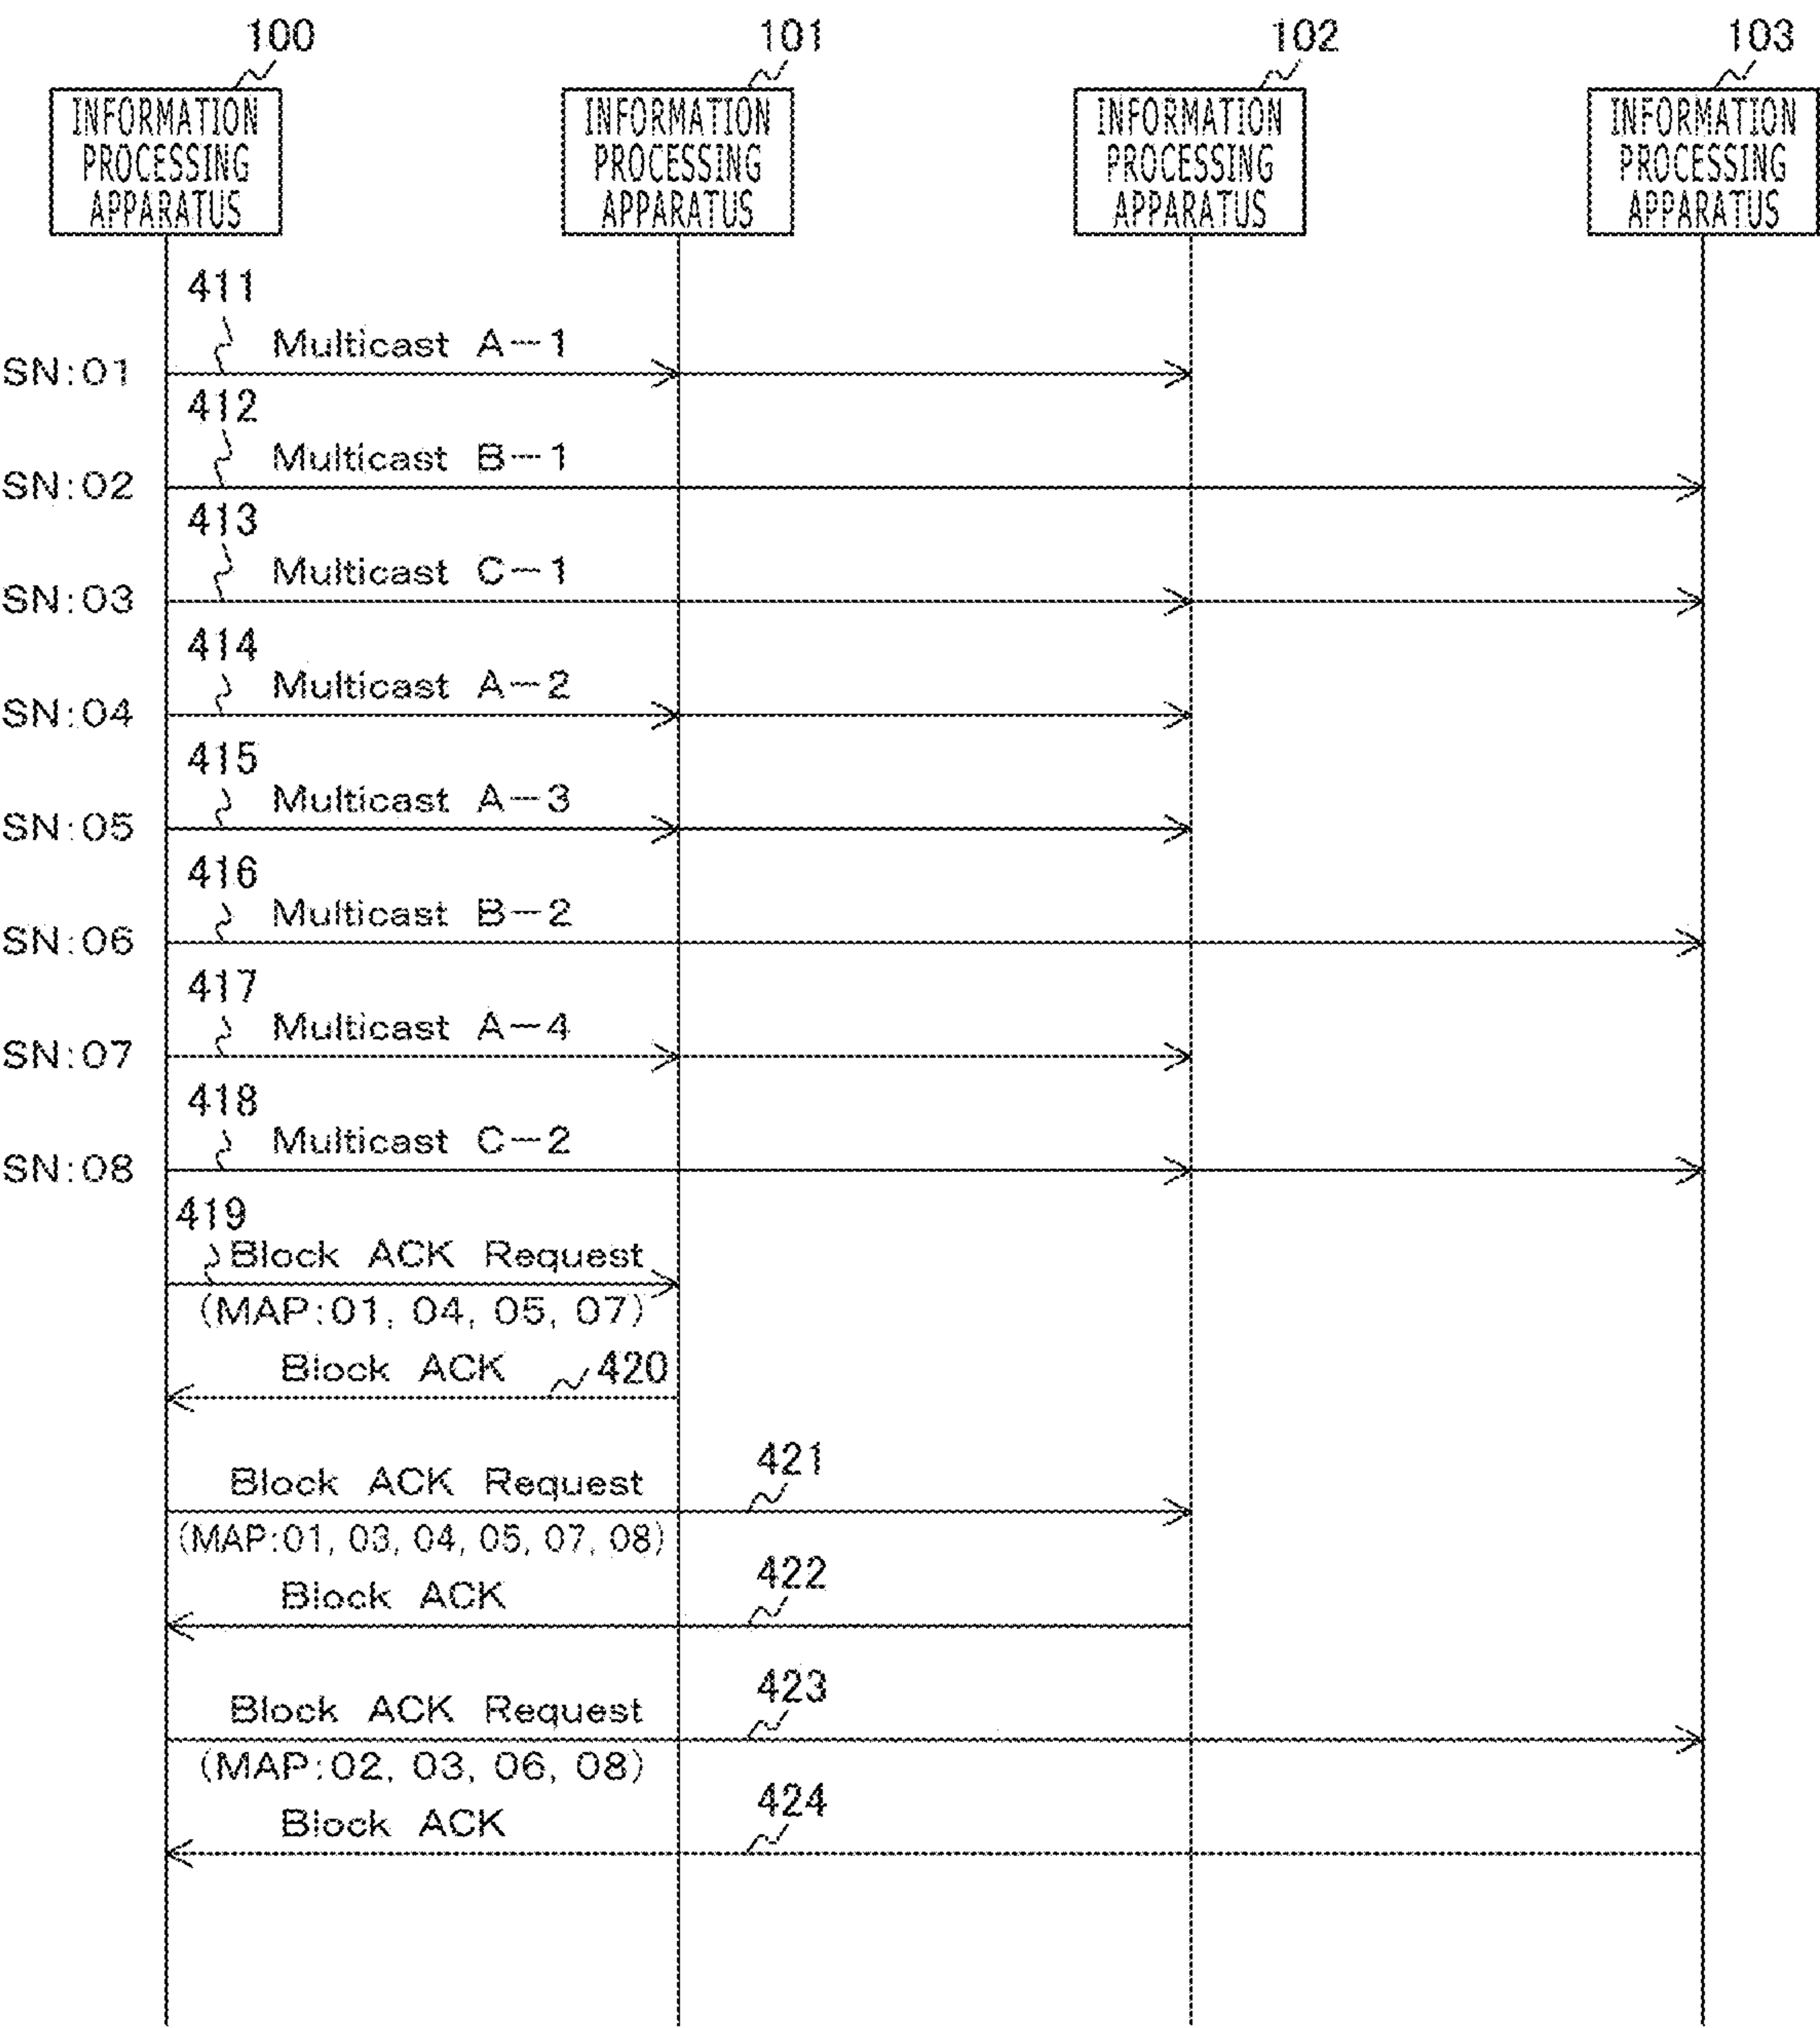 100
101
102
103
INFORMATION
PROCESSING
APPARATUS
INFORMATION
PROCESSING
APPARATUS
INFORMATION
PROCESSING
APPARATUS
INFORMATION
PROCESSING
APPARATUS
411
Multicast A-1
SN:01
412
Multicast B-1
SN:02
413
Multicast C-1
SN:03
414
Multicast A-2
SN:04
415
Multicast A-3
SN:05
416
Multicast B-2
SN:06
417
Multicast A-4
SN:07
418
Multicast C-2
SN:08
419
Block ACK Request
(MAP:01, 04, 05, 07)
Block ACK 420
Block ACK Request 421
(MAP:01, 03, 04, 05, 07, 08)
Block ACK 422
Block ACK Request 423
(MAP:02, 03, 06, 08)
Block ACK 424